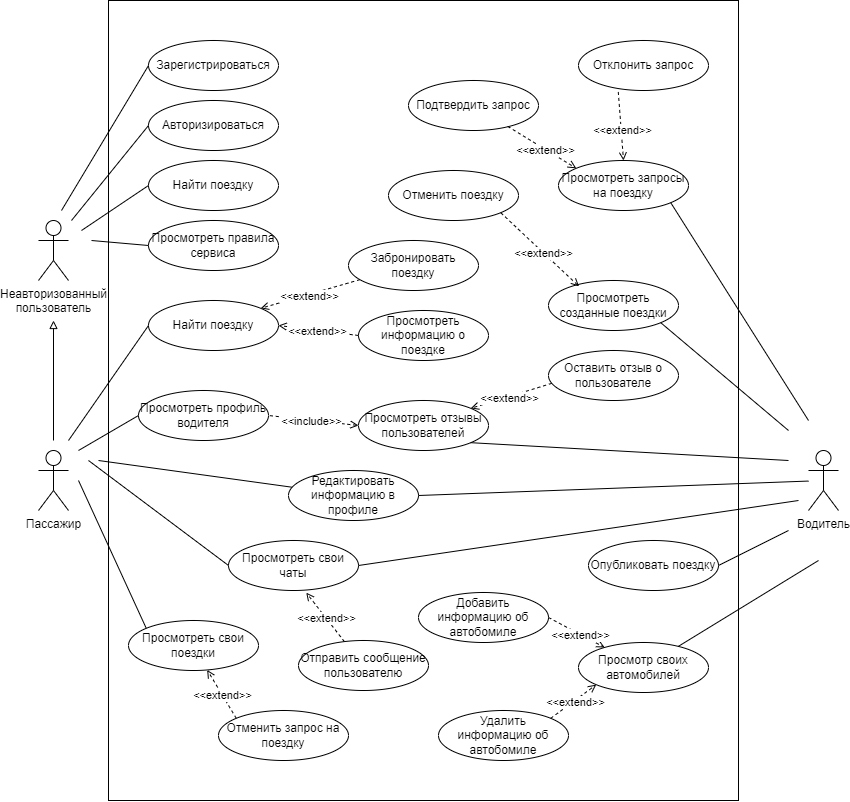 Зарегистрироваться
Отклонить запрос
Подтвердить запрос
Авторизироваться
<<extend>>
<<extend>>
Найти поездку
Просмотреть запросы
на поездку
Отменить поездку
Просмотреть правила
сервиса
<<extend>>
Забронировать
поездку
Неавторизованный
пользователь
<<extend>>
Просмотреть
созданные поездки
Найти поездку
<<extend>>
Просмотреть
информацию о
поездке
Оставить отзыв о
пользователе
<<extend>>
Просмотреть профиль
водителя
<<include>>
Просмотреть отзывы
пользователей
Редактировать
информацию в
профиле
Пассажир
Водитель
Просмотреть свои
чаты
Опубликовать поездку
<<extend>>
Добавить
информацию об
автобомиле
<<extend>>
Просмотреть свои
поездки
Отправить сообщение
пользователю
Просмотр своих
автомобилей
<<extend>>
<<extend>>
Отменить запрос на
поездку
Удалить
информацию об
автобомиле